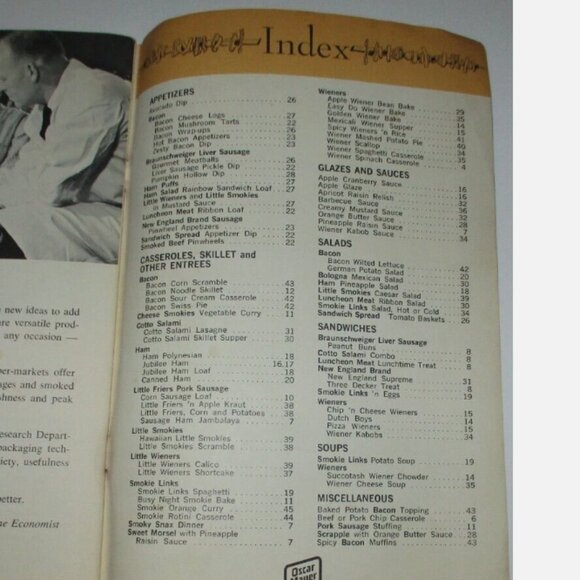 new ideas to add
are versatile prod-
any occasion —
per-markets offer
ages and smoked
shness and peak
esearch Depart-
packaging tech-
iety, usefulness
better.
ne Economist
Index
APPETIZERS
Avocado Dip 26
Bacon
Bacon Cheese Logs 27
Bacon Mushroom Tarts 22
Bacon Wrap-ups 26
Hot Bacon Appetizers 23
Zesty Bacon Dip 23
Braunschweiger Liver Sausage
Gourmet Meatballs 26
Liver Sausage Pickle Dip 22
Pumpkin Hollow Dip 28
Ham Puffs 27
Ham Salad Rainbow Sandwich Loaf 27
Little Wieners and Little Smokies
in Mustard Sauce 27
Luncheon Meat Ribbon Loaf 22
New England Brand Sausage
Pinwheel Appetizers 23
Sandwich Spread Appetizer Dip 22
Smoked Beef Pinwheels 22
CASSEROLES, SKILLET and
OTHER ENTREES
Bacon
Bacon Corn Scramble 43
Bacon Noodle Skillet 12
Bacon Sour Cream Casserole 42
Bacon Swiss Pie 42
Cheese Smokies Vegetable Curry 11
Cotto Salami
Cotto Salami Lasagne 31
Cotto Salami Skillet Supper 30
Ham
Ham Polynesian 18
Jubilee Ham 16,17
Jubilee Ham Loaf 18
Canned Ham 20
Little Friers Pork Sausage
Corn Sausage Loaf 10
Little Friers 'n Apple Kraut 38
Little Friers, Corn and Potatoes 38
Sausage Ham Jambalaya 7
Little Smokies
Hawaiian Little Smokies 39
Little Smokies Scramble 38
Little Wieners
Little Wieners Calico 39
Little Wieners Shortcake 37
Smokie Links
Smokie Links Spaghetti 19
Busy Night Smokie Bake 11
Smokie Orange Curry 45
Smokie Rotini Casserole 44
Smoky Snax Dinner 7
Sweet Morsel with Pineapple
Raisin Sauce 7
Wieners
Apple Wiener Bean Bake 29
Easy Do Wiener Bake 35
Golden Wiener Bake 35
Mexicali Wiener Supper 14
Spicy Wieners 'n Rice 15
Wiener Mashed Potato Pie 41
Wiener Scallop 40
Wiener Spaghetti Casserole 35
Wiener Spinach Casserole 4
GLAZES AND SAUCES
Apple Cranberry Sauce 16
Apple Glaze 16
Apricot Raisin Relish 32
Barbecue Sauce 36
Creamy Mustard Sauce 32
Orange Butter Sauce 28
Pineapple Raisin Sauce 7
Wiener Kabob Sauce 34
SALADS
Bacon
Bacon Wilted Lettuce 42
German Potato Salad 20
Bologna Mexican Salad 30
Ham Pineapple Salad 18
Little Smokies Caesar Salad 20
Luncheon Meat Ribbon Salad 30
Smokie Links Salad, Hot or Cold 34
Sandwich Spread Tomato Baskets 26
SANDWICHES
Braunschweiger Liver Sausage
Peanut Buns 8
Cotto Salami Combo 8
Luncheon Meat Lunchtime Treat 8
New England Brand
New England Supreme 31
Three Decker Treat 8
Smokie Links 'n Eggs 19
Wieners
Chip 'n Cheese Wieners 15
Dutch Boys 14
Pizza Wieners 15
Wiener Kabobs 34
SOUPS
Smokie Links Potato Soup 19
Wieners
Succotash Wiener Chowder 14
Wiener Cheese Soup 35
MISCELLANEOUS
Baked Potato Bacon Topping 43
Beef or Pork Chip Casserole 6
Pork Sausage Stuffing 11
Scrapple with Orange Butter Sauce 28
Spicy Bacon Muffins 43
Oscar
Mayer